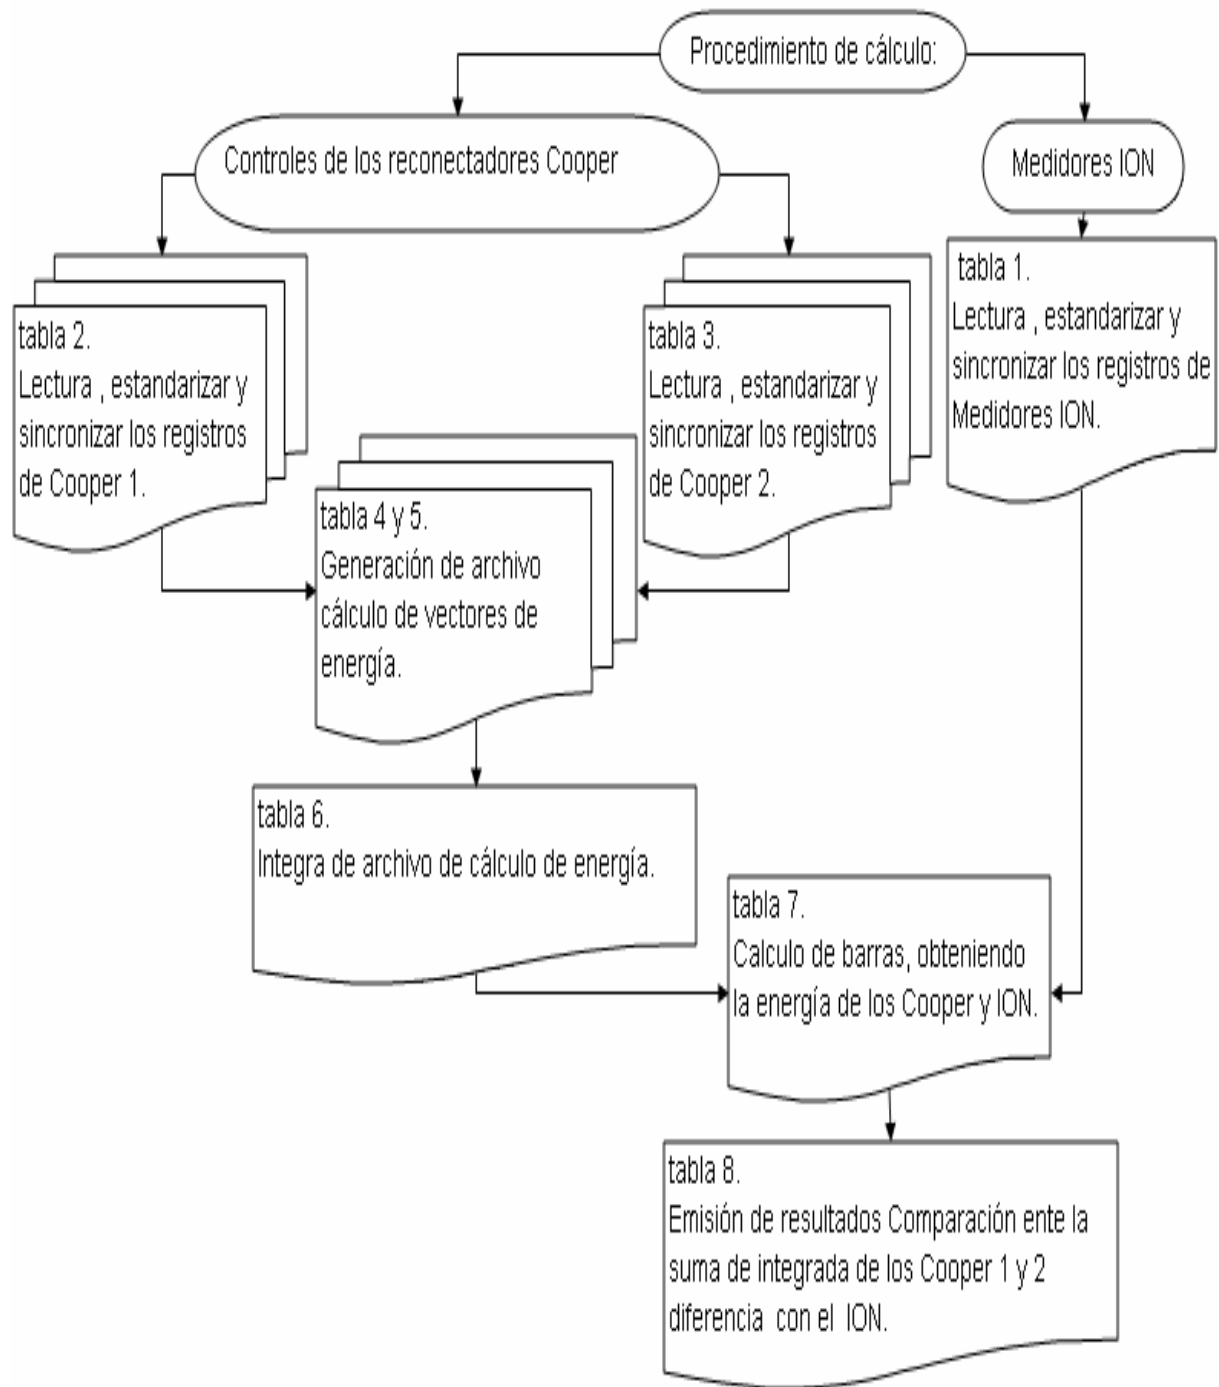 Procedimiento de cálculo:
Controles de los reconectadores Cooper
Medidores ION
tabla 2.
Lectura , estandarizar y
sincronizar los registros
de Cooper 1.
tabla 3.
Lectura , estandarizar y
sincronizar los registros
de Cooper 2.
tabla 1.
Lectura , estandarizar y
sincronizar los registros de
Medidores ION.
tabla 4 y 5.
Generación de archivo
cálculo de vectores de
energía.
tabla 6.
Integra de archivo de cálculo de energía.
tabla 7.
Calculo de barras, obteniendo
la energía de los Cooper y ION.
tabla 8.
Emisión de resultados Comparación ente la
suma de integrada de los Cooper 1 y 2
diferencia con el ION.